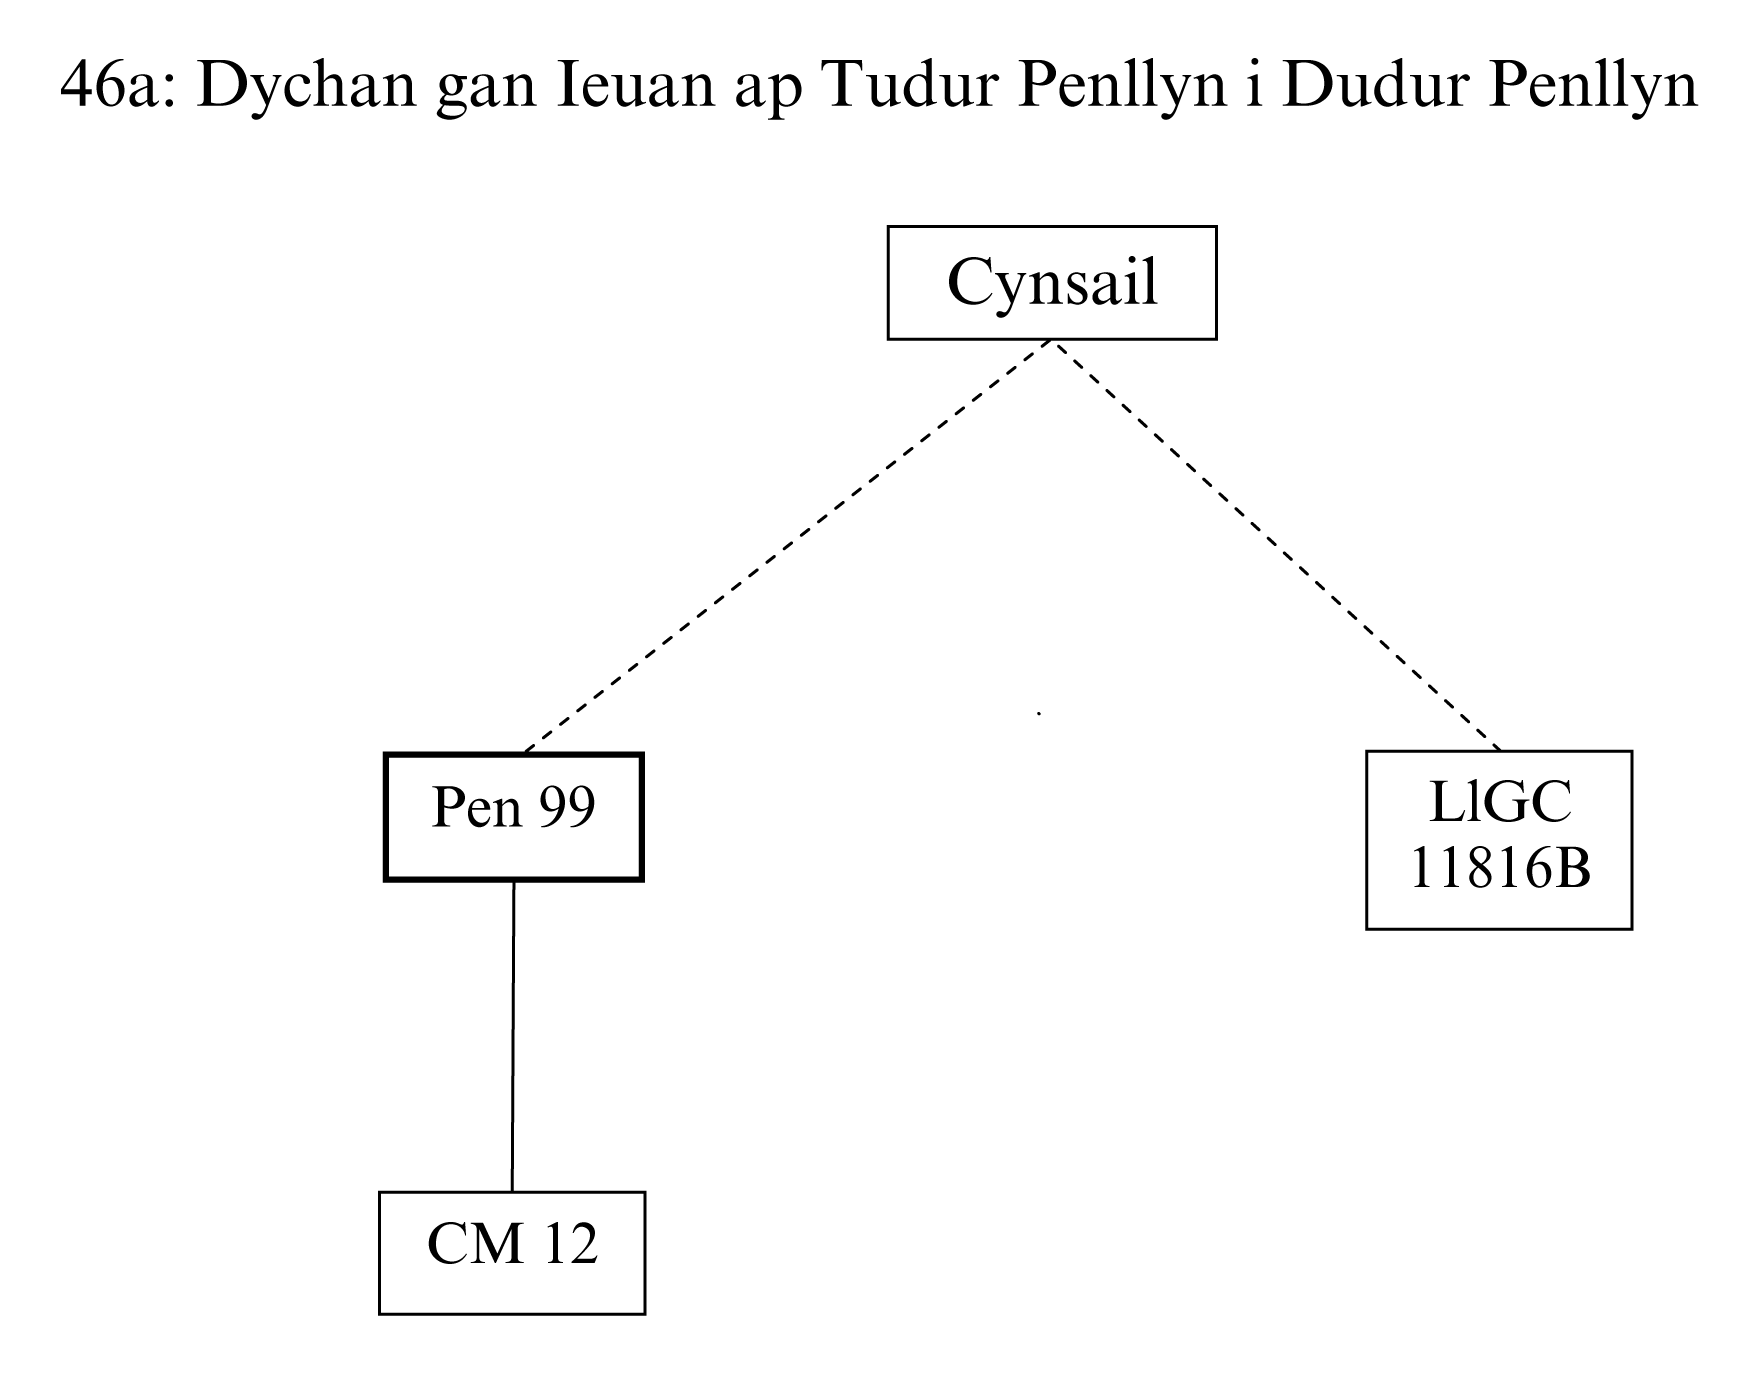 46a: Dychan gan Ieuan ap Tudur Penllyn i Dudur Penllyn
Cynsail
Pen 99
LlGC
11816B
CM 12